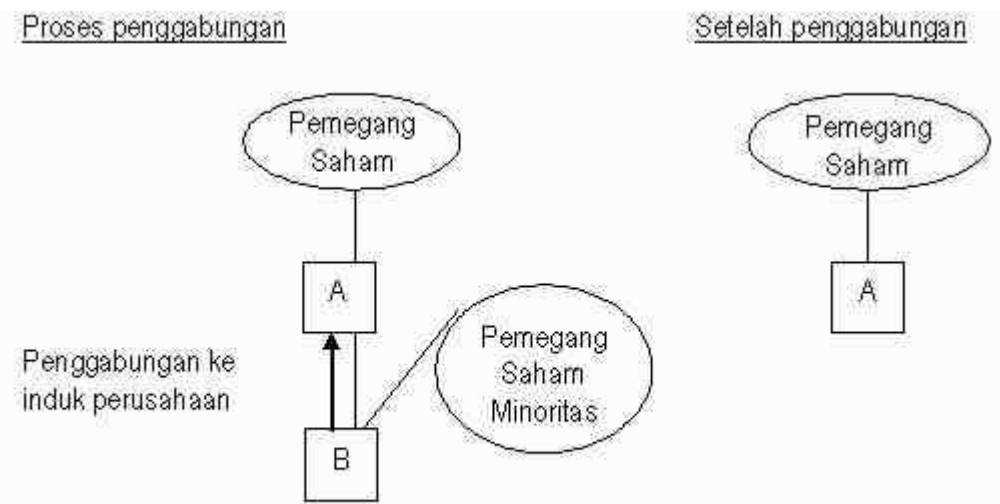 Proses penggabungan
Setelah penggabungan
Pemegang
Saham
Pemegang
Saham
A
A
Penggabungan ke
induk perusahaan
Pemegang
Saham
Minoritas
B